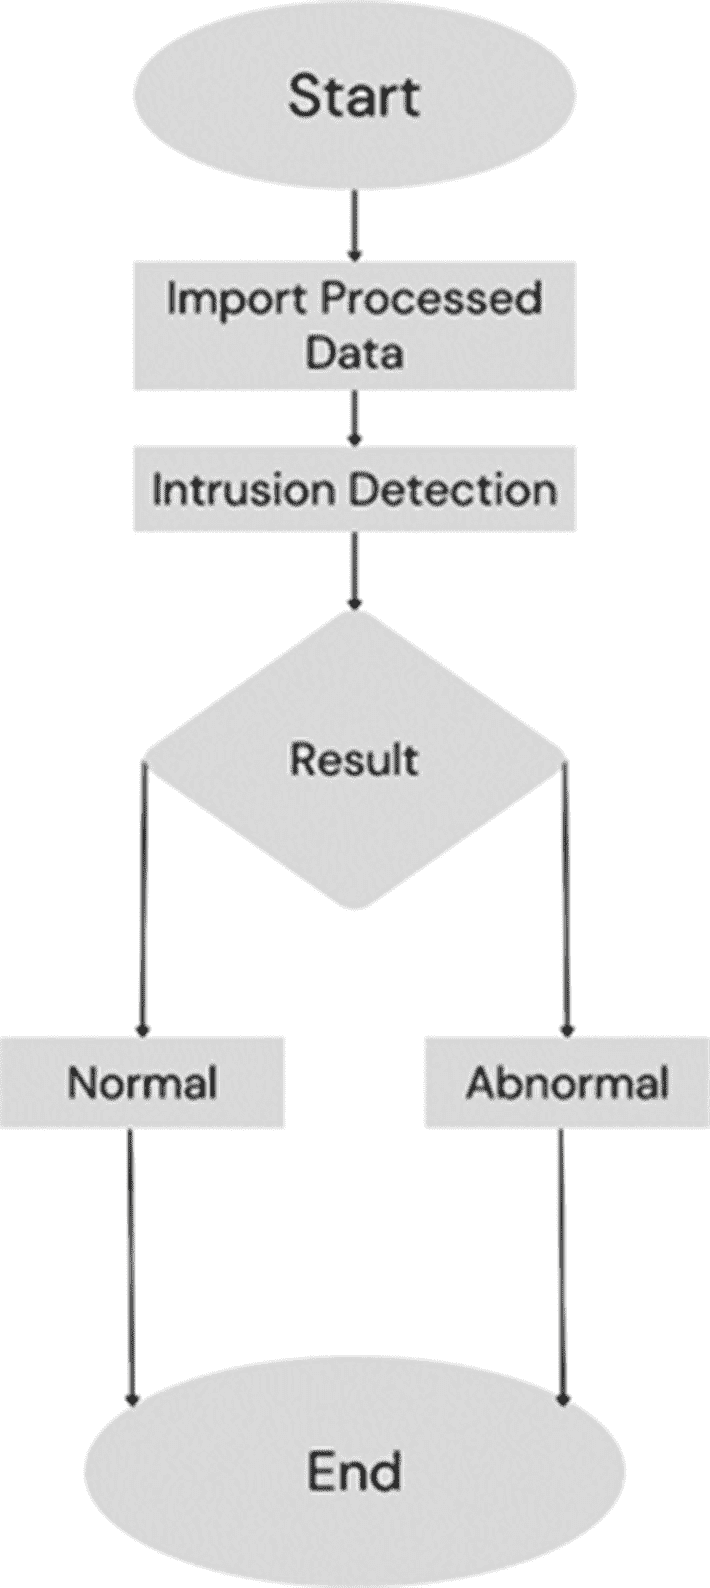 Start
Import Processed
Data
Intrusion Detection
Result
Normal
Abnormal
End